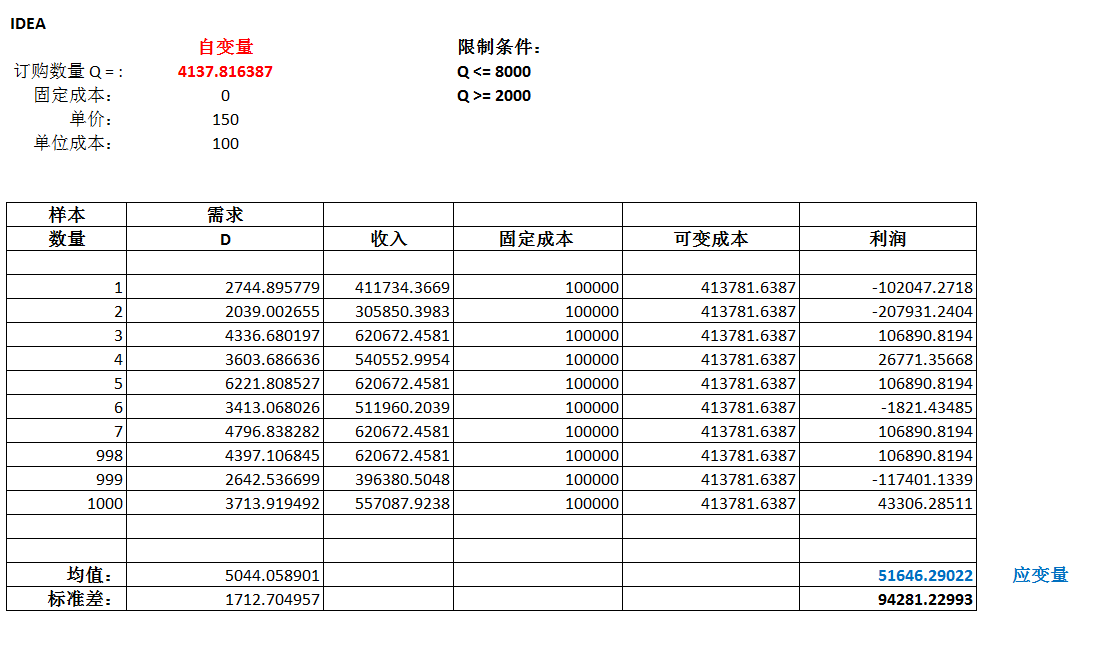 IDEA
自变量 限制条件：
订购数量 Q = : 4137.816387 Q <= 8000
固定成本： 0 Q >= 2000
单价： 150
单位成本： 100
样本 需求
数量 D 收入 固定成本 可变成本 利润
1 2744.895779 411734.3669 100000 413781.6387 -102047.2718
2 2039.002655 305850.3983 100000 413781.6387 -207931.2404
3 4336.680197 620672.4581 100000 413781.6387 106890.8194
4 3603.686636 540552.9954 100000 413781.6387 26771.35668
5 6221.808527 620672.4581 100000 413781.6387 106890.8194
6 3413.068026 511960.2039 100000 413781.6387 -1821.43485
7 4796.838282 620672.4581 100000 413781.6387 106890.8194
998 4397.106845 620672.4581 100000 413781.6387 106890.8194
999 2642.536699 396380.5048 100000 413781.6387 -117401.1339
1000 3713.919492 557087.9238 100000 413781.6387 43306.28511
均值： 5044.058901 51646.29022 应变量
标准差： 1712.704957 94281.22993